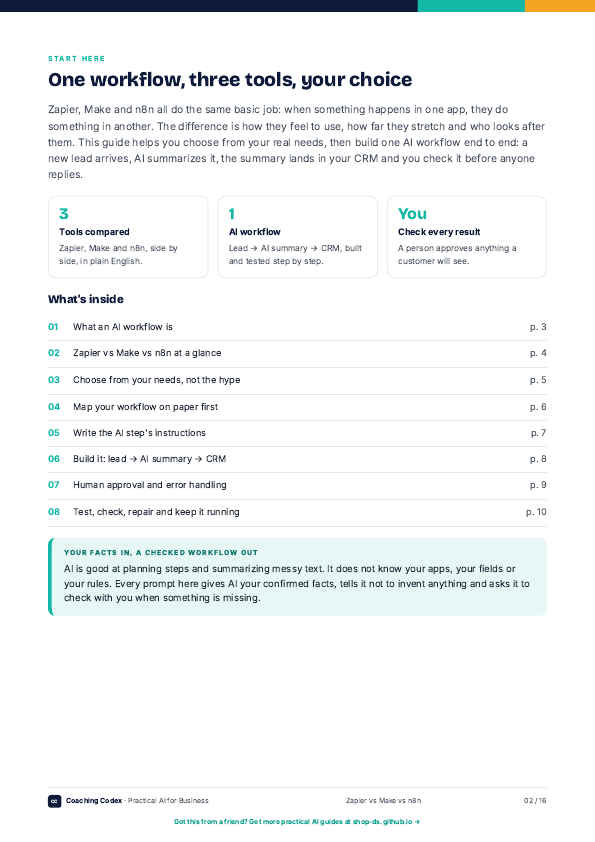 START HERE
One workflow, three tools, your choice
Zapier, Make and n8n all do the same basic job: when something happens in one app, they do
something in another. The difference is how they feel to use, how far they stretch and who looks after
them. This guide helps you choose from your real needs, then build one AI workflow end to end: a
new lead arrives, AI summarizes it, the summary lands in your CRM and you check it before anyone
replies.
3
Tools compared
Zapier, Make and n8n, side by
side, in plain English.
1
AI workflow
Lead → AI summary → CRM, built
and tested step by step.
You
Check every result
A person approves anything a
customer will see.
What's inside
01 What an AI workflow is p. 3
02 Zapier vs Make vs n8n at a glance p. 4
03 Choose from your needs, not the hype p. 5
04 Map your workflow on paper first p. 6
05 Write the AI step's instructions p. 7
06 Build it: lead → AI summary → CRM p. 8
07 Human approval and error handling p. 9
08 Test, check, repair and keep it running p. 10
YOUR FACTS IN, A CHECKED WORKFLOW OUT
AI is good at planning steps and summarizing messy text. It does not know your apps, your fields or
your rules. Every prompt here gives AI your confirmed facts, tells it not to invent anything and asks it to
check with you when something is missing.
cc Coaching Codex · Practical AI for Business Zapier vs Make vs n8n 02 / 16
Got this from a friend? Get more practical AI guides at shop-ds.github.io →